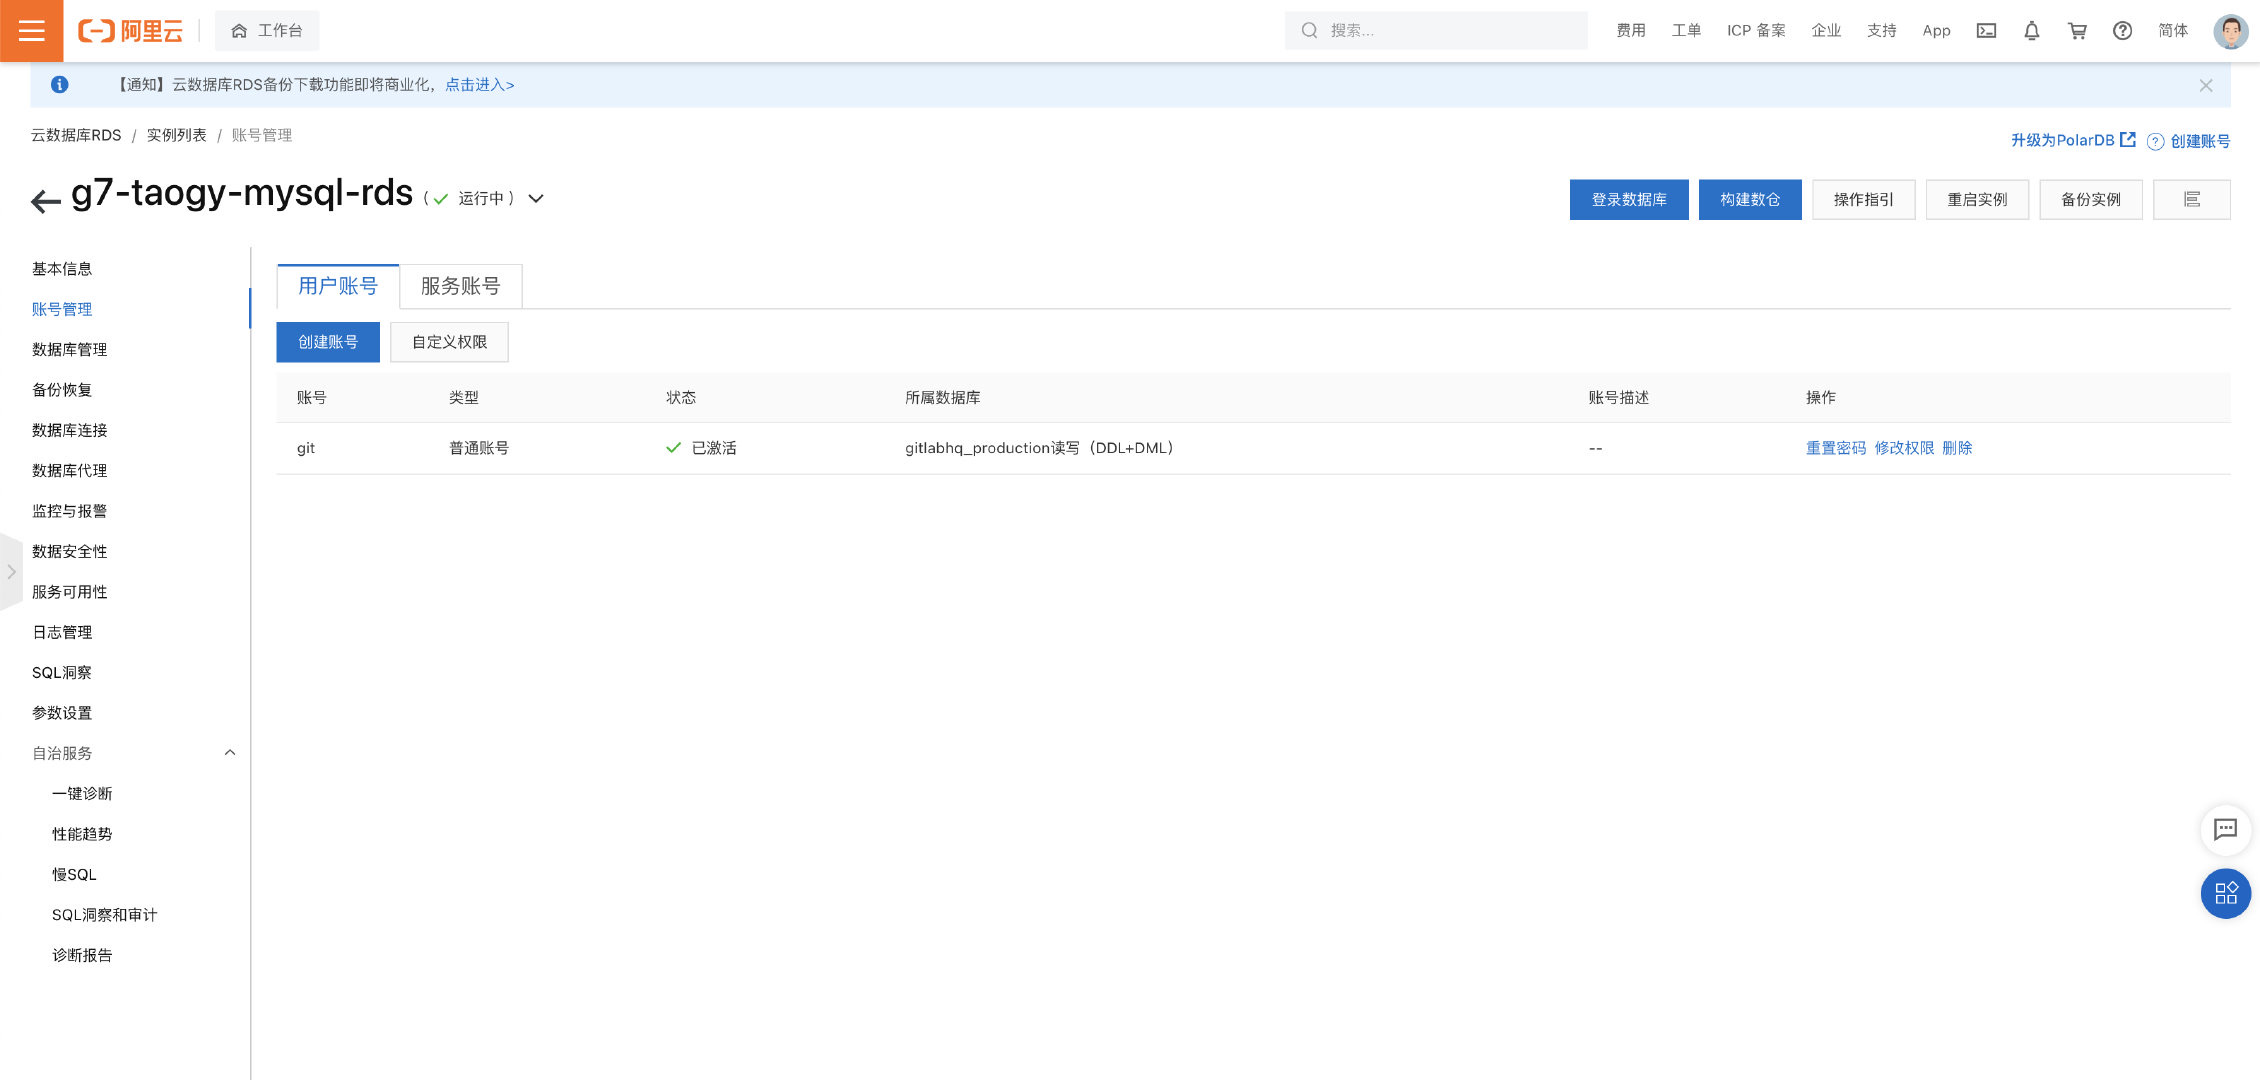 阿里云
工作台
搜索...
费用 工单 ICP 备案 企业 支持 App 简体
【通知】云数据库RDS备份下载功能即将商业化，点击进入>
云数据库RDS / 实例列表 / 账号管理
升级为PolarDB 创建账号
g7-taogy-mysql-rds （ 运行中 ）
登录数据库 构建数仓 操作指引 重启实例 备份实例
基本信息
账号管理
数据库管理
备份恢复
数据库连接
数据库代理
监控与报警
数据安全性
服务可用性
日志管理
SQL洞察
参数设置
自治服务
一键诊断
性能趋势
慢SQL
SQL洞察和审计
诊断报告
用户账号 服务账号
创建账号 自定义权限
账号 类型 状态 所属数据库 账号描述 操作
git 普通账号 已激活 gitlabhq_production读写（DDL+DML） -- 重置密码 修改权限 删除